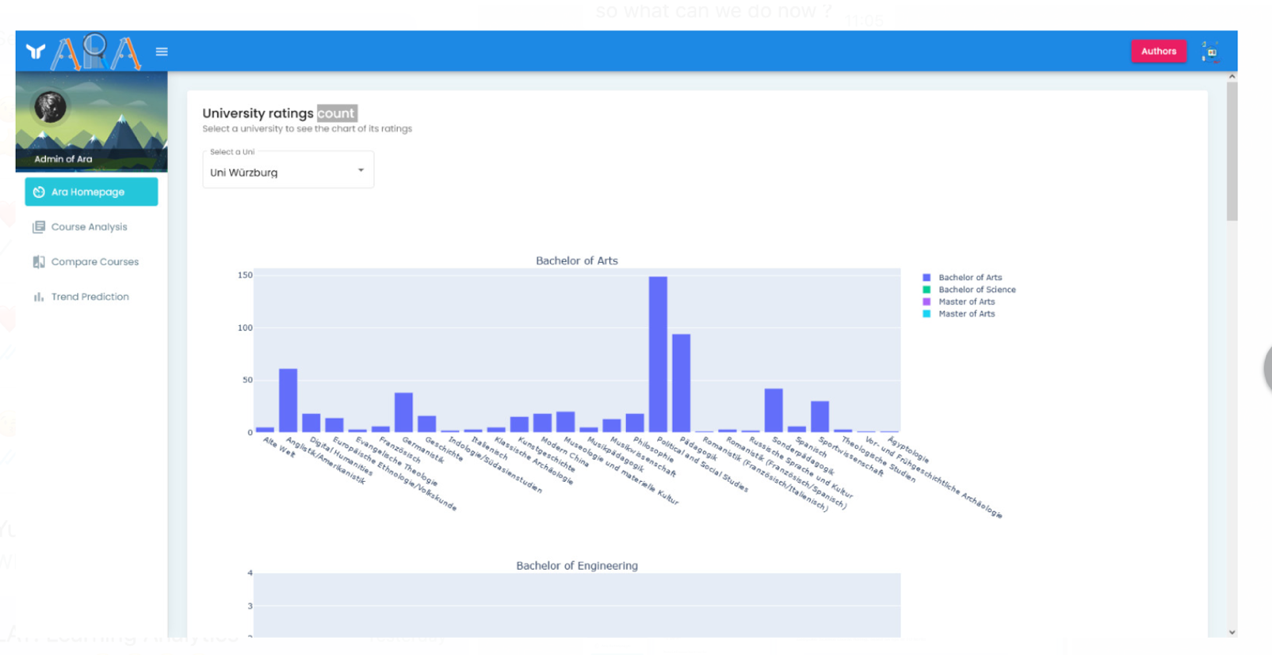 so what can we do now ?
ARA
Authors
Admin of Ara
Ara Homepage
Course Analysis
Compare Courses
Trend Prediction
University ratings count
Select a university to see the chart of its ratings
Select a Uni
Uni Würzburg
Bachelor of Arts
150
100
50
0
Alte Welt
Anglistik/Amerikanistik
Digital Humanities
Europäische Ethnologie/Volkskunde
Evangelische Theologie
Französisch
Germanistik
Geschichte
Indologie/Südasienstudien
Italienisch
Klassische Archäologie
Kunstgeschichte
Modern China
Museologie und materielle Kultur
Musikpädagogik
Musikwissenschaft
Philosophie
Political and Social Studies
Pädagogik
Romanistik (Französisch/Italienisch)
Romanistik (Französisch/Spanisch)
Russische Sprache und Kultur
Sonderpädagogik
Spanisch
Sportwissenschaft
Theologische Studien
Vor- und Frühgeschichtliche Archäologie
Ägyptologie
Bachelor of Arts
Bachelor of Science
Master of Arts
Master of Arts
Bachelor of Engineering
4
3
Learning Analytics